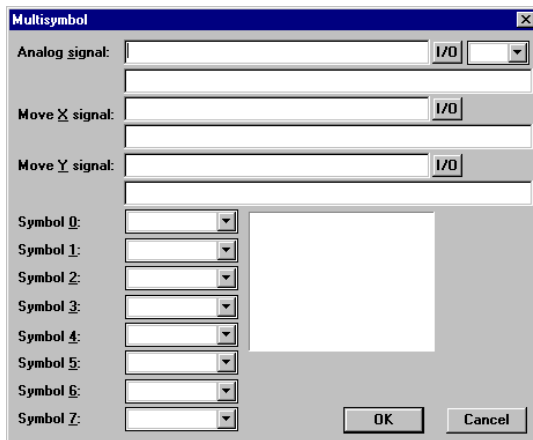 Multisymbol
Analog signal: I/O
Move X signal: I/O
Move Y signal: I/O
Symbol 0:
Symbol 1:
Symbol 2:
Symbol 3:
Symbol 4:
Symbol 5:
Symbol 6:
Symbol 7:
OK Cancel